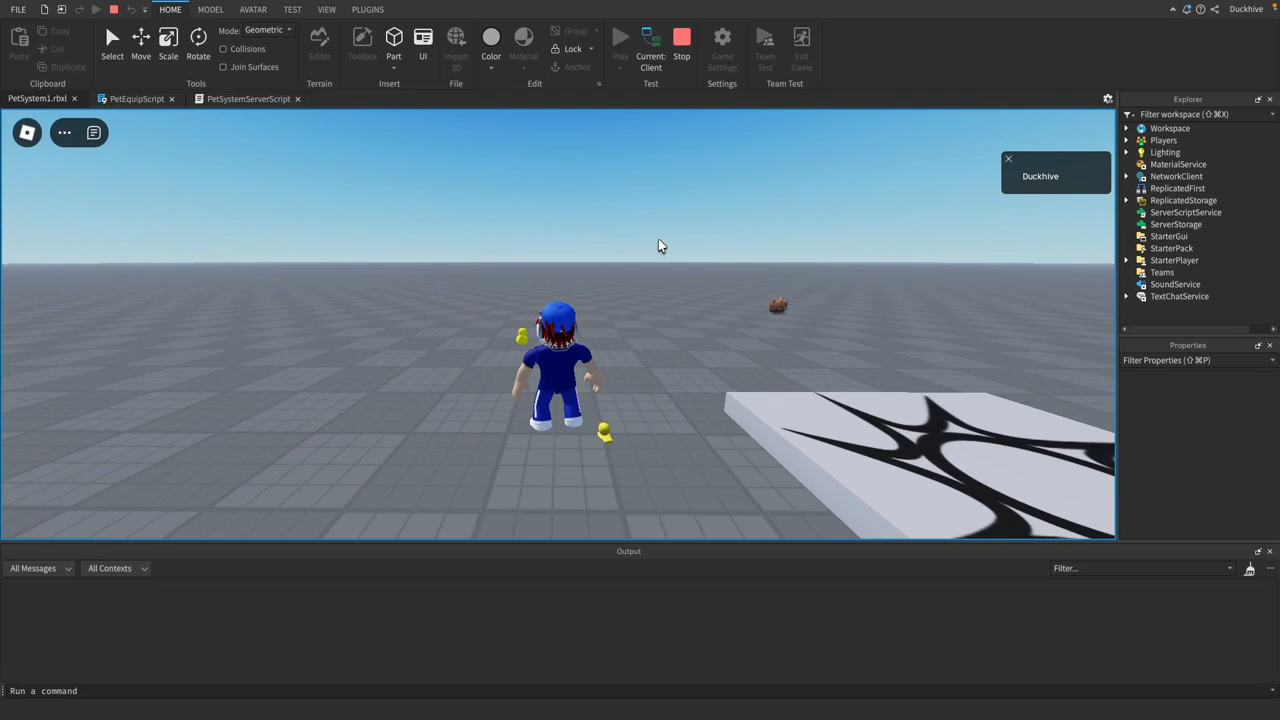 FILE HOME MODEL AVATAR TEST VIEW PLUGINS Duckhive
Paste Copy Cut Duplicate Select Move Scale Rotate Mode: Geometric Collisions Join Surfaces Editor Toolbox Part UI Import 3D Color Material Group Lock Anchor Play Current: Client Stop Game Settings Team Test Exit Game
Clipboard Tools Terrain Insert File Edit Test Settings Team Test
PetSystem1.rbxl PetEquipScript PetSystemServerScript
Duckhive
Explorer
Filter workspace (⇧⌘X)
Workspace
Players
Lighting
MaterialService
NetworkClient
ReplicatedFirst
ReplicatedStorage
ServerScriptService
ServerStorage
StarterGui
StarterPack
StarterPlayer
Teams
SoundService
TextChatService
Properties
Filter Properties (⇧⌘P)
Output
All Messages All Contexts Filter...
Run a command